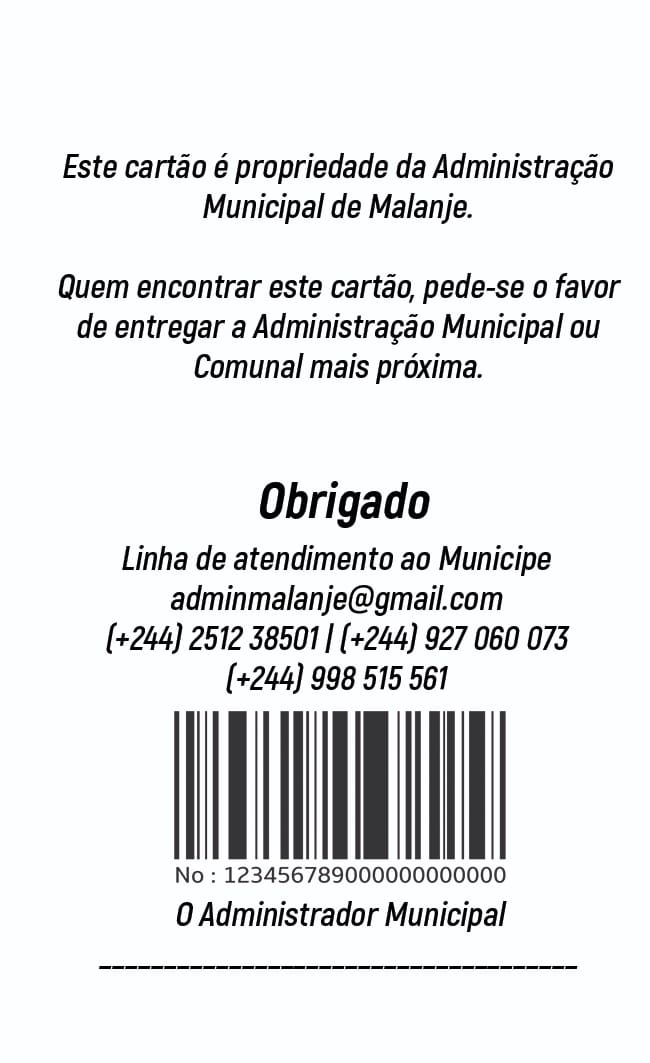 Este cartão é propriedade da Administração
Municipal de Malanje.
Quem encontrar este cartão, pede-se o favor
de entregar a Administração Municipal ou
Comunal mais próxima.
Obrigado
Linha de atendimento ao Municipe
adminmalanje@gmail.com
(+244) 2512 38501 | (+244) 927 060 073
(+244) 998 515 561
No : 123456789000000000000
O Administrador Municipal